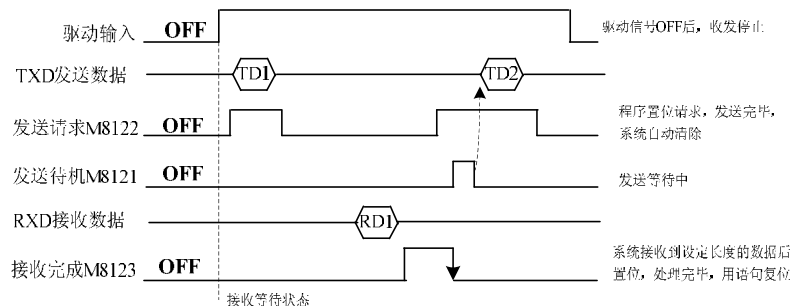 驱动输入 OFF 驱动信号OFF后，收发停止
TXD发送数据 TD1 TD2
发送请求M8122 OFF 程序置位请求，发送完毕，
系统自动清除
发送待机M8121 OFF 发送等待中
RXD接收数据 RD1
接收完成M8123 OFF 系统接收到设定长度的数据后
置位，处理完毕，用语句复位
接收等待状态